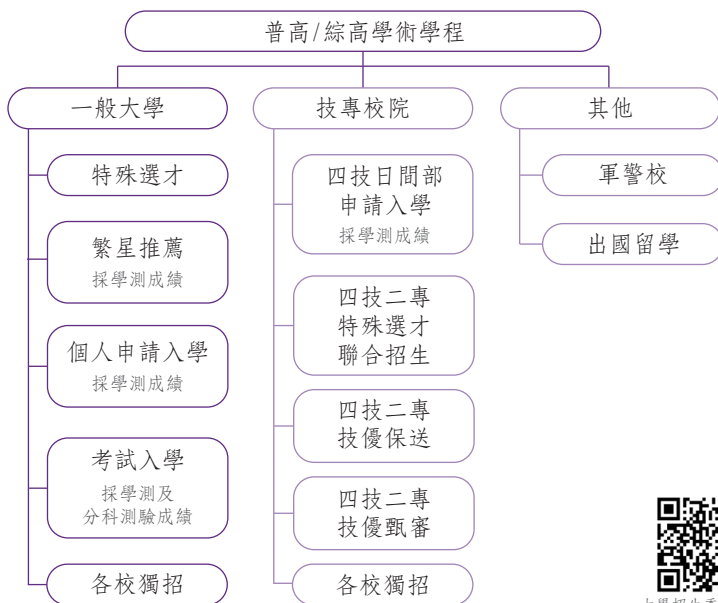 普高/綜高學術學程
一般大學
特殊選才
繁星推薦
採學測成績
個人申請入學
採學測成績
考試入學
採學測及
分科測驗成績
各校獨招
技專校院
四技日間部
申請入學
採學測成績
四技二專
特殊選才
聯合招生
四技二專
技優保送
四技二專
技優甄審
各校獨招
其他
軍警校
出國留學